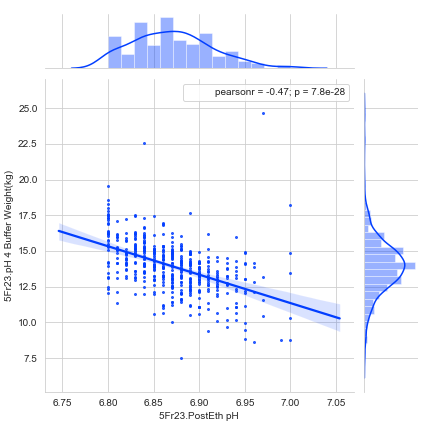 pearsonr = -0.47; p = 7.8e-28
25.0
22.5
20.0
17.5
15.0
12.5
10.0
7.5
5Fr23.pH 4 Buffer Weight(kg)
6.75 6.80 6.85 6.90 6.95 7.00 7.05
5Fr23.PostEth pH